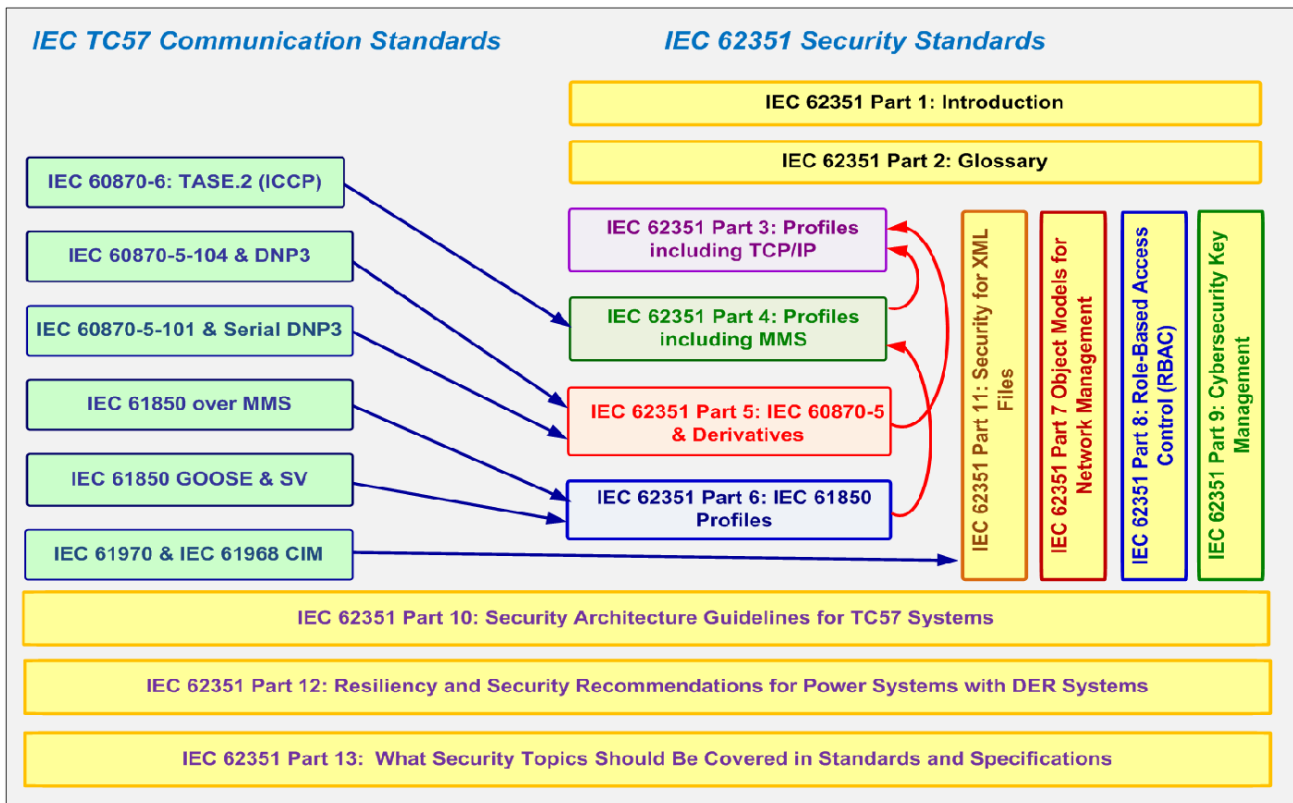 IEC TC57 Communication Standards
IEC 62351 Security Standards
IEC 62351 Part 1: Introduction
IEC 62351 Part 2: Glossary
IEC 60870-6: TASE.2 (ICCP)
IEC 60870-5-104 & DNP3
IEC 60870-5-101 & Serial DNP3
IEC 61850 over MMS
IEC 61850 GOOSE & SV
IEC 61970 & IEC 61968 CIM
IEC 62351 Part 3: Profiles
including TCP/IP
IEC 62351 Part 4: Profiles
including MMS
IEC 62351 Part 5: IEC 60870-5
& Derivatives
IEC 62351 Part 6: IEC 61850
Profiles
IEC 62351 Part 11: Security for XML
Files
IEC 62351 Part 7 Object Models for
Network Management
IEC 62351 Part 8: Role-Based Access
Control (RBAC)
IEC 62351 Part 9: Cybersecurity Key
Management
IEC 62351 Part 10: Security Architecture Guidelines for TC57 Systems
IEC 62351 Part 12: Resiliency and Security Recommendations for Power Systems with DER Systems
IEC 62351 Part 13: What Security Topics Should Be Covered in Standards and Specifications